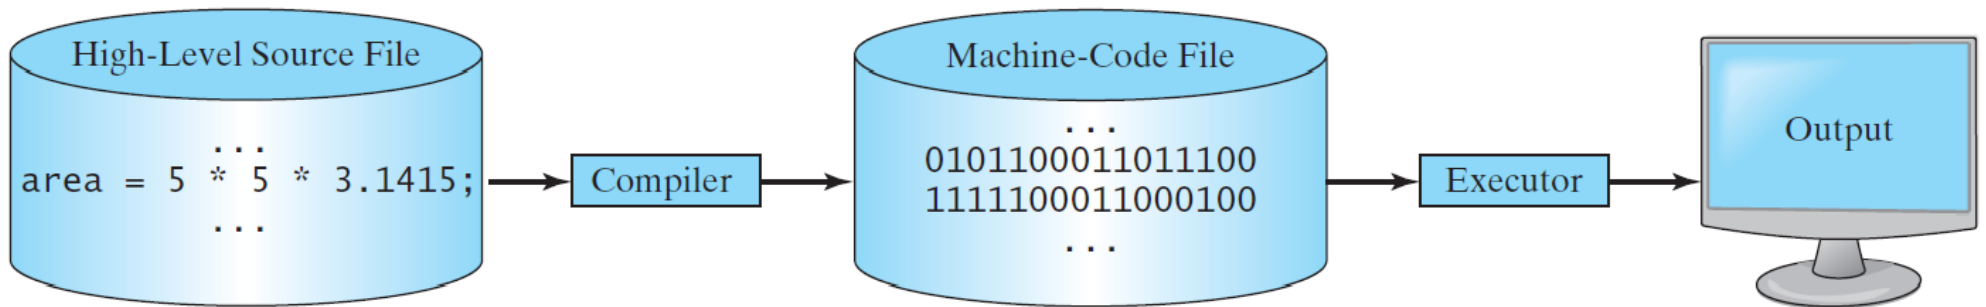 High-Level Source File
...
area = 5 * 5 * 3.1415;
...
Compiler
Machine-Code File
...
0101100011011100
1111100011000100
...
Executor
Output